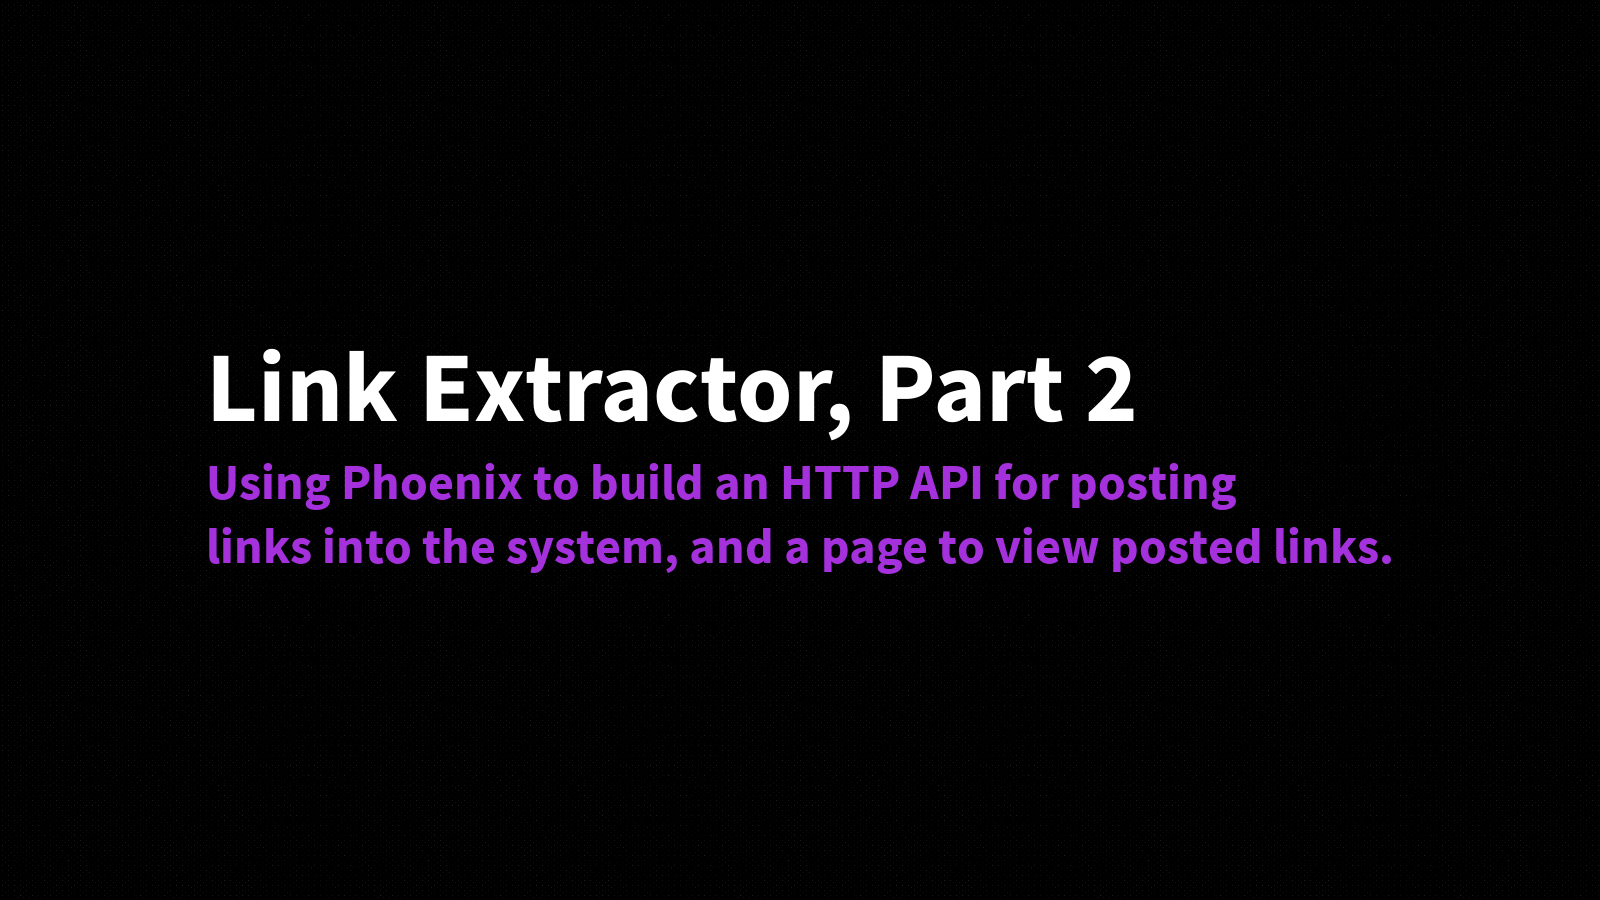 Link Extractor, Part 2
Using Phoenix to build an HTTP API for posting
links into the system, and a page to view posted links.